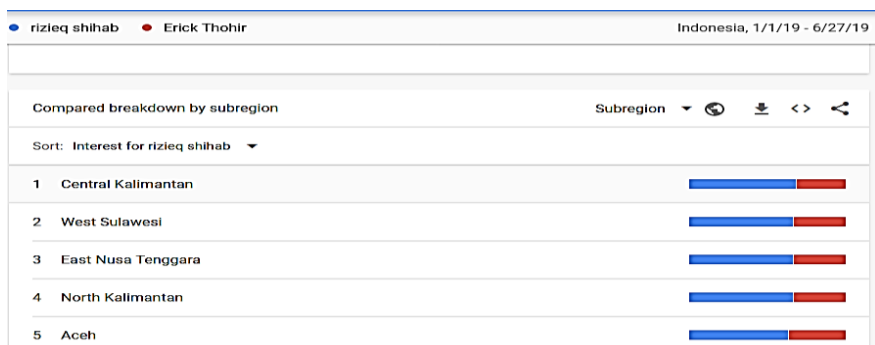 rizieq shihab Erick Thohir Indonesia, 1/1/19 - 6/27/19
Compared breakdown by subregion Subregion
Sort: Interest for rizieq shihab
1 Central Kalimantan
2 West Sulawesi
3 East Nusa Tenggara
4 North Kalimantan
5 Aceh